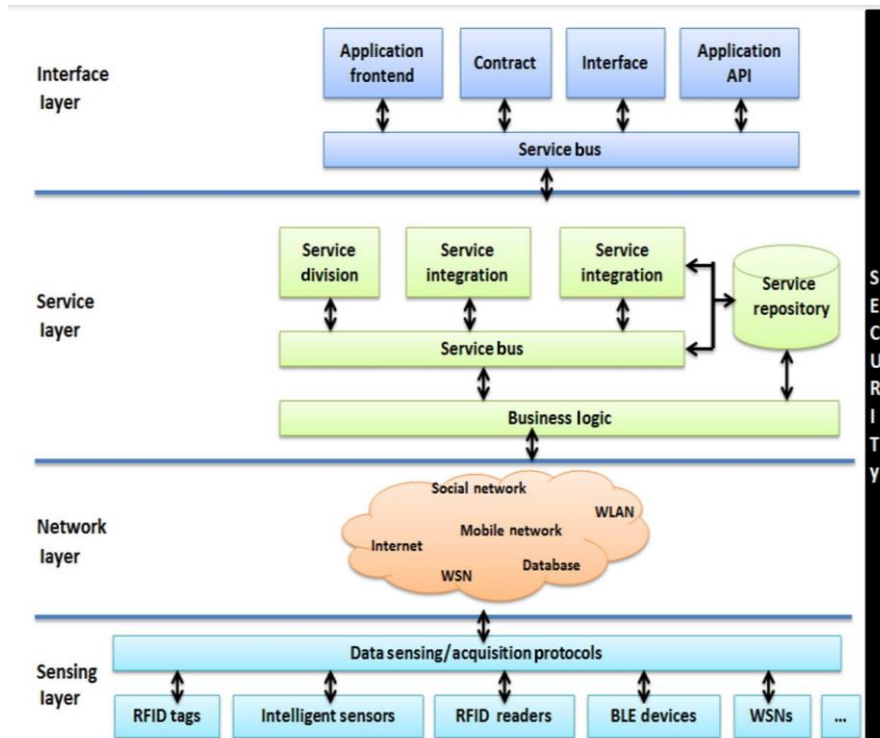 Application
frontend
Contract
Interface
Application
API
Interface
layer
Service bus
Service
division
Service
integration
Service
integration
Service
repository
Service
layer
Service bus
Business logic
Social network
WLAN
Mobile network
Internet
Database
WSN
Network
layer
Data sensing/acquisition protocols
Sensing
layer
RFID tags
Intelligent sensors
RFID readers
BLE devices
WSNs
...
S
E
C
U
R
I
T
y